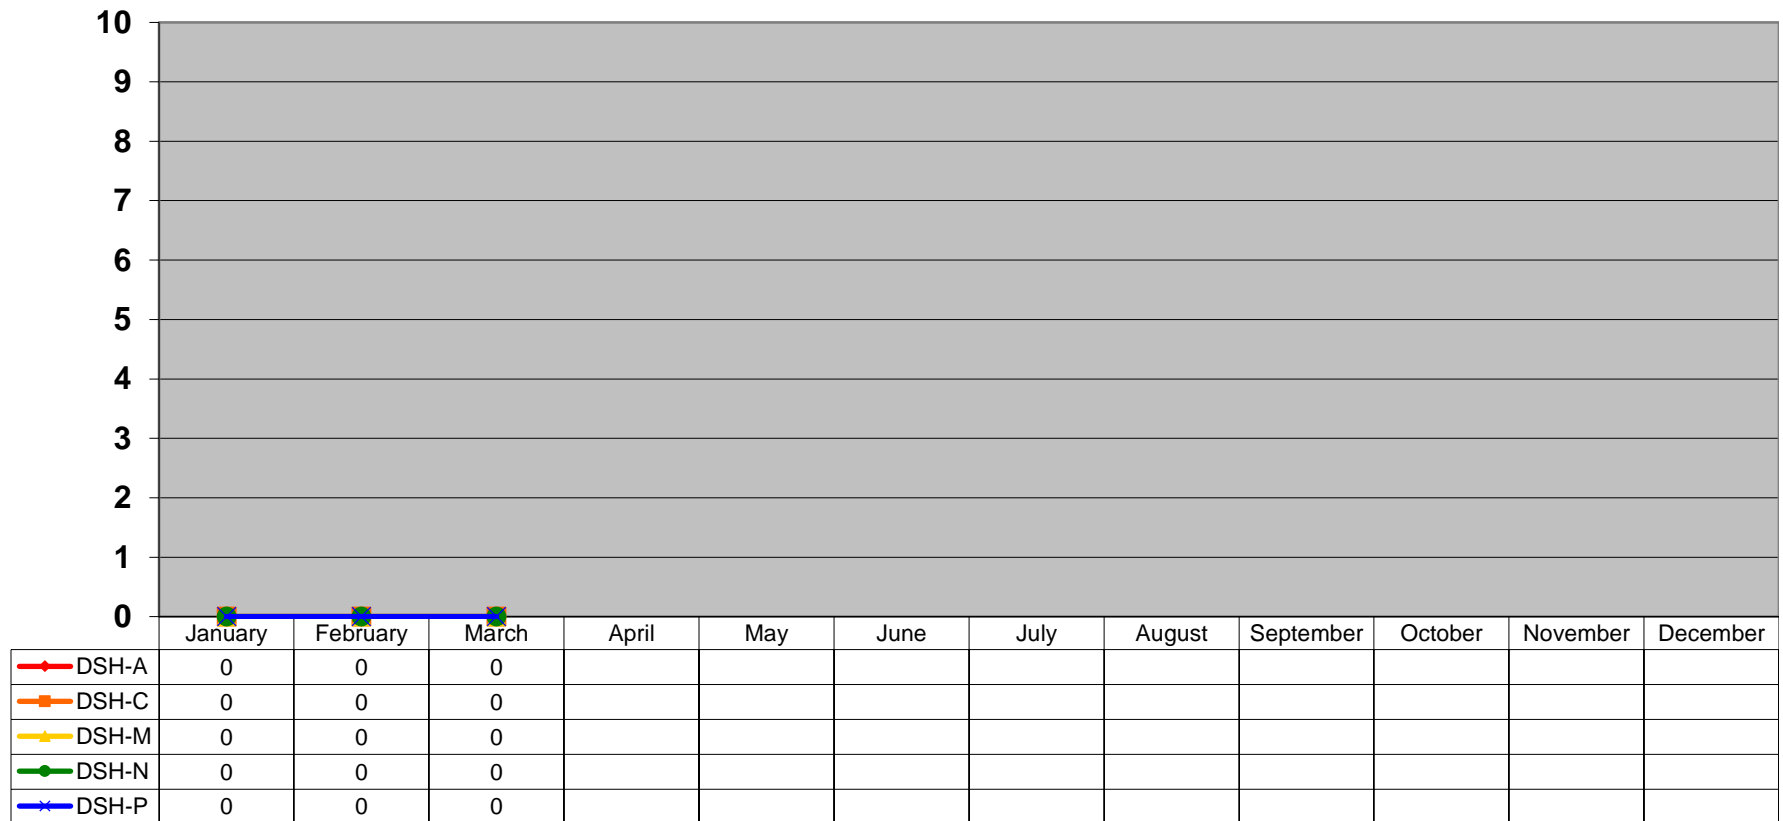 10
9
8
7
6
5
4
3
2
1
0
January February March April May June July August September October November December
DSH-A 0 0 0
DSH-C 0 0 0
DSH-M 0 0 0
DSH-N 0 0 0
DSH-P 0 0 0